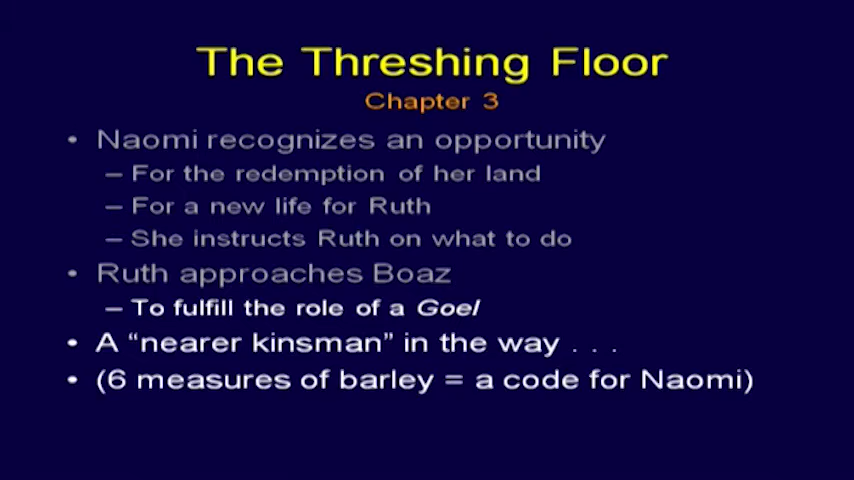 The Threshing Floor
Chapter 3
• Naomi recognizes an opportunity
– For the redemption of her land
– For a new life for Ruth
– She instructs Ruth on what to do
• Ruth approaches Boaz
– To fulfill the role of a Goel
• A “nearer kinsman” in the way . . .
• (6 measures of barley = a code for Naomi)